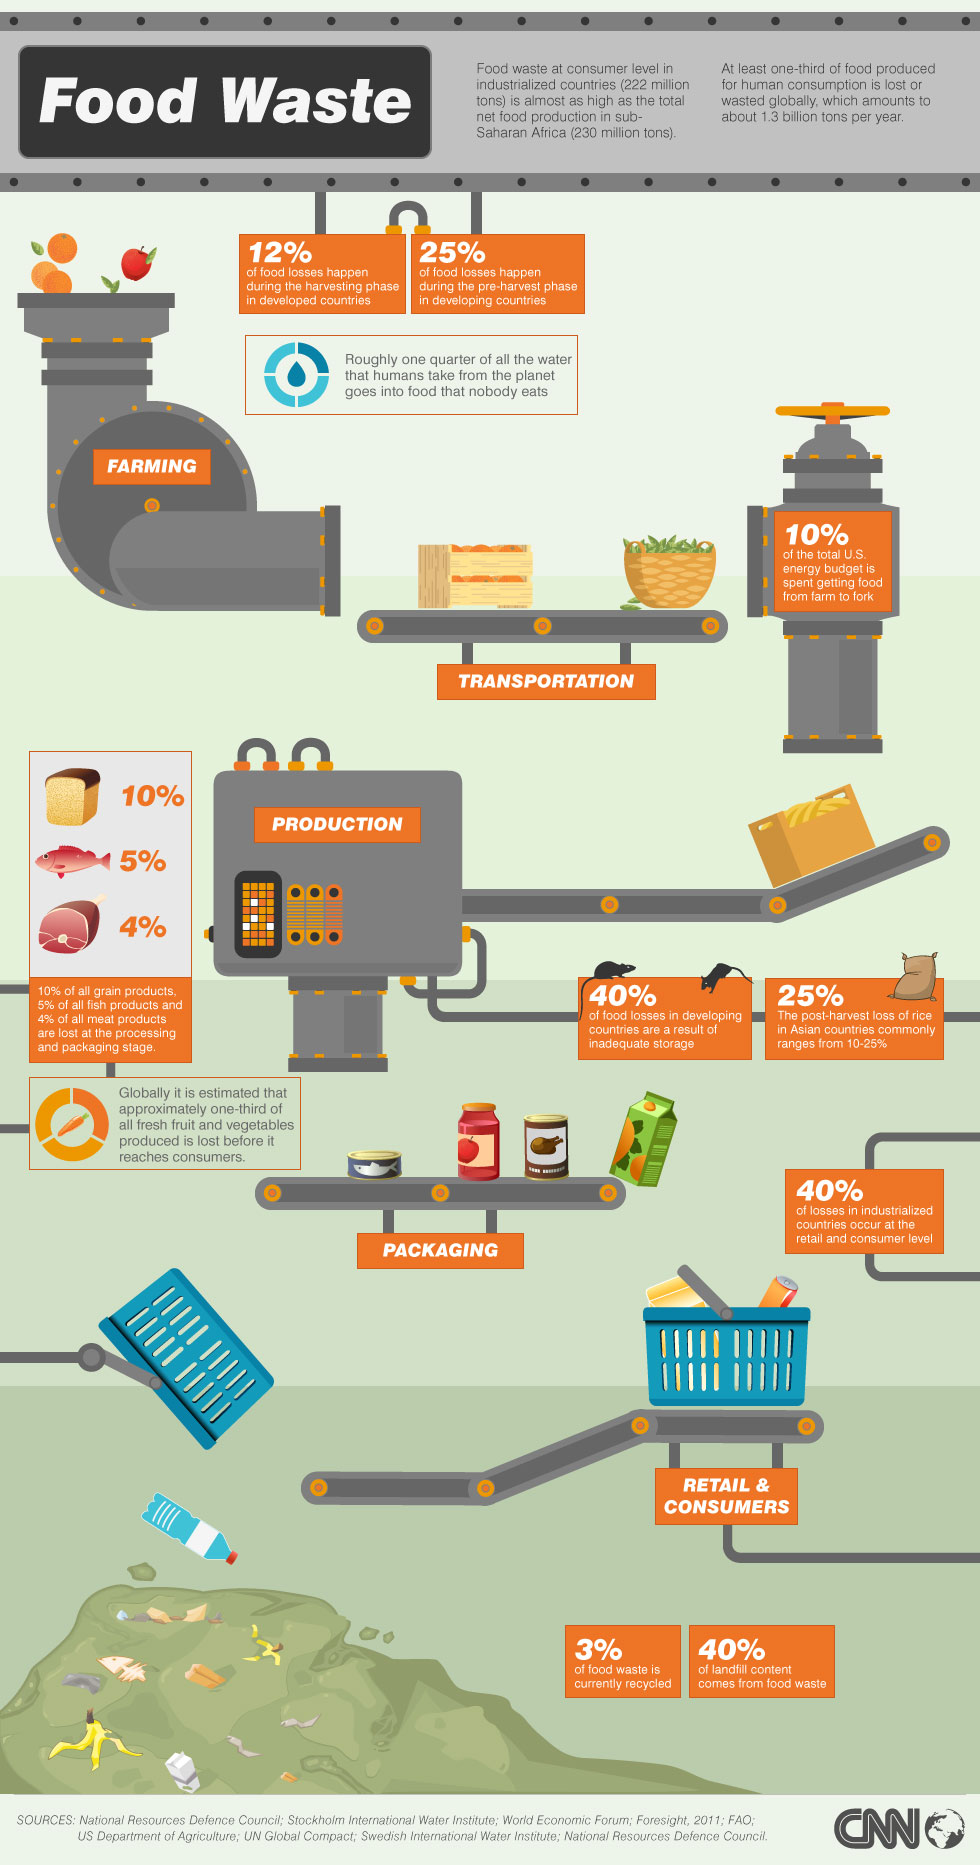 Food Waste
Food waste at consumer level in
industrialized countries (222 million
tons) is almost as high as the total
net food production in sub-
Saharan Africa (230 million tons).
At least one-third of food produced
for human consumption is lost or
wasted globally, which amounts to
about 1.3 billion tons per year.
12%
of food losses happen
during the harvesting phase
in developed countries
25%
of food losses happen
during the pre-harvest phase
in developing countries
Roughly one quarter of all the water
that humans take from the planet
goes into food that nobody eats
FARMING
10%
of the total U.S.
energy budget is
spent getting food
from farm to fork
TRANSPORTATION
10%
5%
4%
10% of all grain products,
5% of all fish products and
4% of all meat products
are lost at the processing
and packaging stage.
PRODUCTION
40%
of food losses in developing
countries are a result of
inadequate storage
25%
The post-harvest loss of rice
in Asian countries commonly
ranges from 10-25%
Globally it is estimated that
approximately one-third of
all fresh fruit and vegetables
produced is lost before it
reaches consumers.
PACKAGING
40%
of losses in industrialized
countries occur at the
retail and consumer level
RETAIL &
CONSUMERS
3%
of food waste is
currently recycled
40%
of landfill content
comes from food waste
SOURCES: National Resources Defence Council; Stockholm International Water Institute; World Economic Forum; Foresight, 2011; FAO;
US Department of Agriculture; UN Global Compact; Swedish International Water Institute; National Resources Defence Council.
CNN